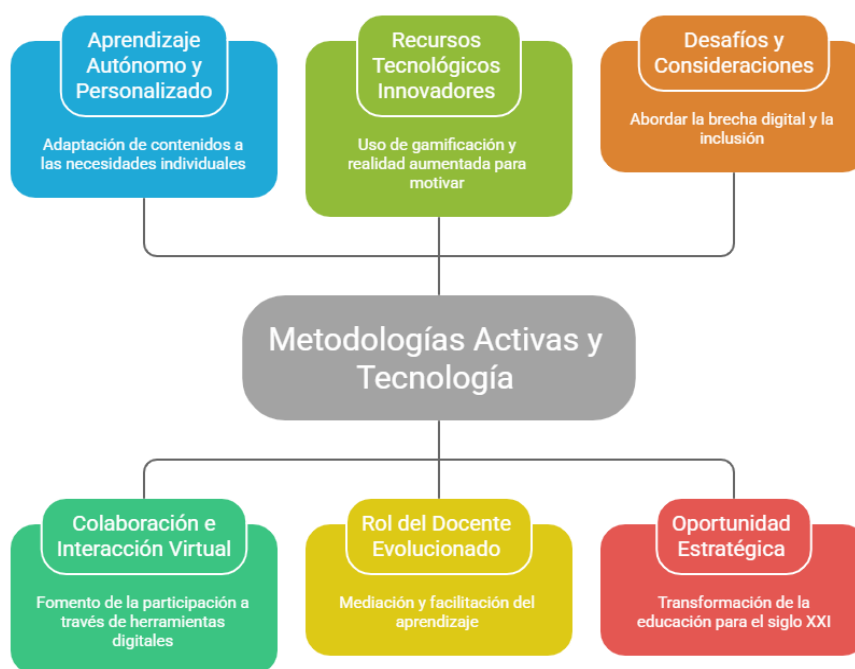 Aprendizaje
Autónomo y
Personalizado
Adaptación de contenidos a
las necesidades individuales
Recursos
Tecnológicos
Innovadores
Uso de gamificación y
realidad aumentada para
motivar
Desafíos y
Consideraciones
Abordar la brecha digital y la
inclusión
Metodologías Activas y
Tecnología
Colaboración e
Interacción Virtual
Fomento de la participación a
través de herramientas
digitales
Rol del Docente
Evolucionado
Mediación y facilitación del
aprendizaje
Oportunidad
Estratégica
Transformación de la
educación para el siglo XXI